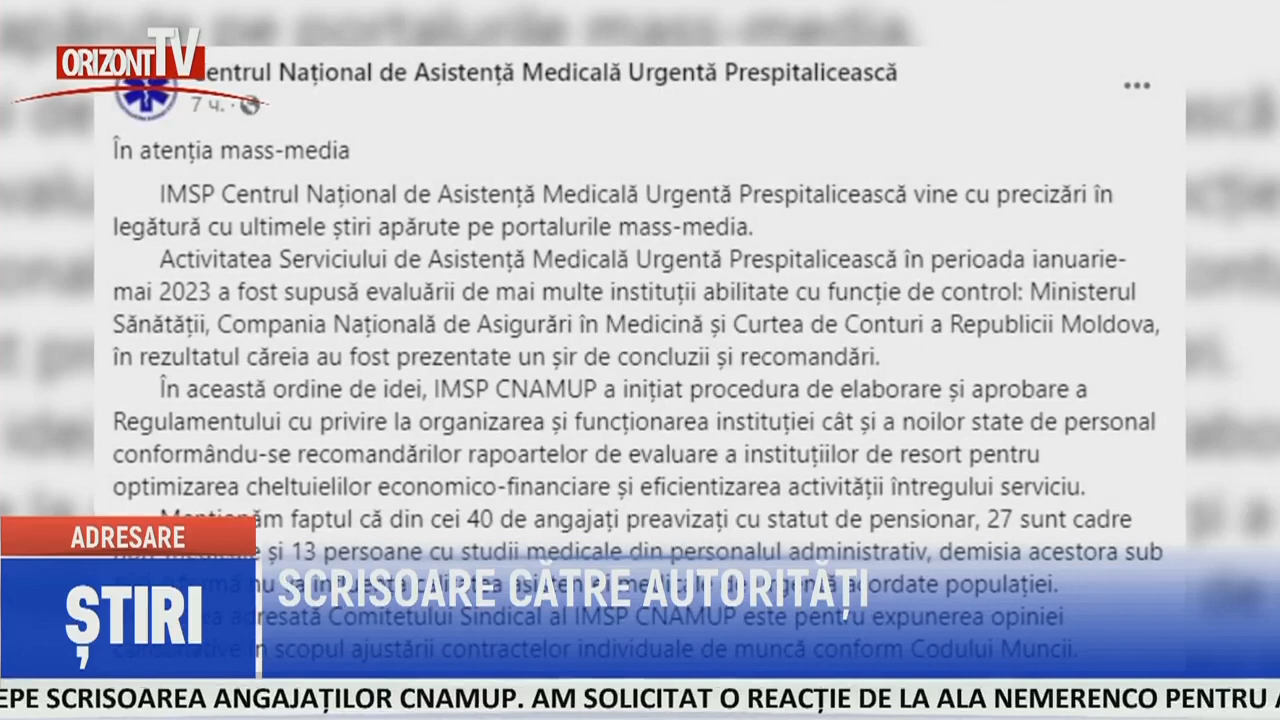 ORIZONT TV
Centrul Național de Asistență Medicală Urgentă Prespitalicească
7 ч.
În atenția mass-media
IMSP Centrul Național de Asistență Medicală Urgentă Prespitalicească vine cu precizări în
legătură cu ultimele știri apărute pe portalurile mass-media.
Activitatea Serviciului de Asistență Medicală Urgentă Prespitalicească în perioada ianuarie-
mai 2023 a fost supusă evaluării de mai multe instituții abilitate cu funcție de control: Ministerul
Sănătății, Compania Națională de Asigurări în Medicină și Curtea de Conturi a Republicii Moldova,
în rezultatul căreia au fost prezentate un șir de concluzii și recomandări.
În această ordine de idei, IMSP CNAMUP a inițiat procedura de elaborare și aprobare a
Regulamentului cu privire la organizarea și funcționarea instituției cât și a noilor state de personal
conformându-se recomandărilor rapoartelor de evaluare a instituțiilor de resort pentru
optimizarea cheltuielilor economico-financiare și eficientizarea activității întregului serviciu.
Menționăm faptul că din cei 40 de angajați preavizați cu statut de pensionar, 27 sunt cadre
și 13 persoane cu studii medicale din personalul administrativ, demisia acestora sub
nu acordate populației.
adresată Comitetului Sindical al IMSP CNAMUP este pentru expunerea opiniei
în scopul ajustării contractelor individuale de muncă conform Codului Muncii.
ADRESARE
ȘTIRI
SCRISOARE CĂTRE AUTORITĂȚI
EPE SCRISOAREA ANGAJAȚILOR CNAMUP. AM SOLICITAT O REACȚIE DE LA ALA NEMERENCO PENTRU A